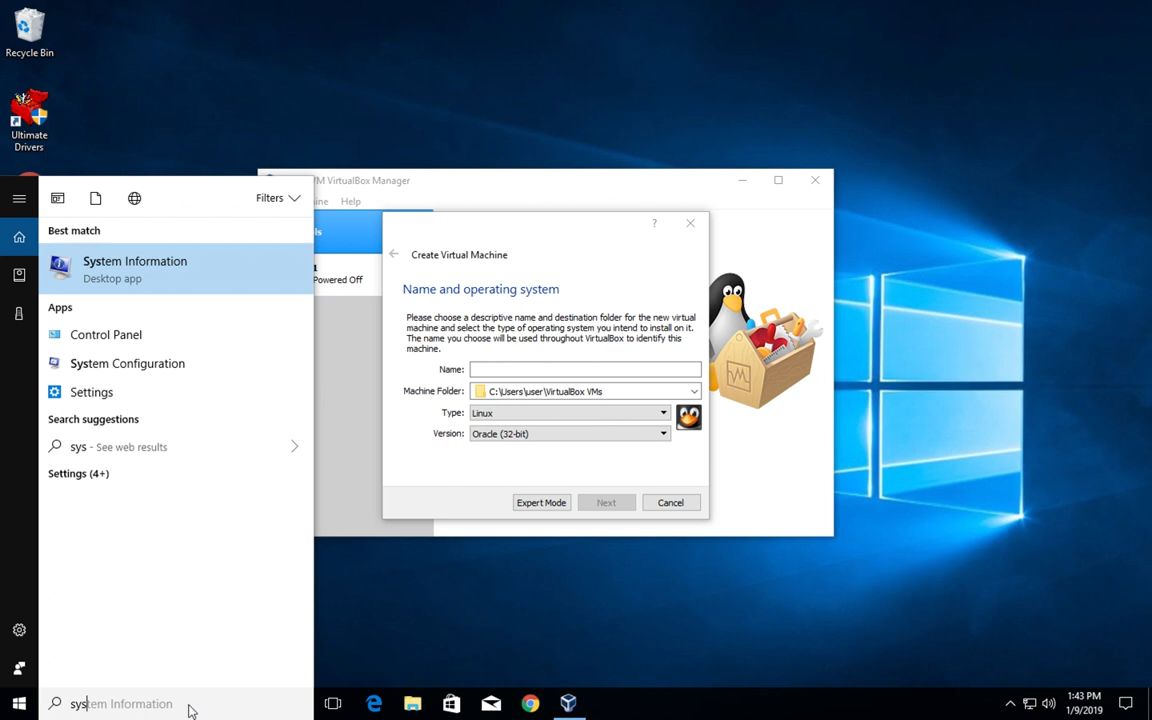 Recycle Bin
Ultimate
Drivers
Filters
Best match
System Information
Desktop app
Apps
Control Panel
System Configuration
Settings
Search suggestions
sys - See web results
Settings (4+)
system Information
VM VirtualBox Manager
Help
Powered Off
?
Create Virtual Machine
Name and operating system
Please choose a descriptive name and destination folder for the new virtual
machine and select the type of operating system you intend to install on it.
The name you choose will be used throughout VirtualBox to identify this
machine.
Name:
Machine Folder: C:\Users\user\VirtualBox VMs
Type: Linux
Version: Oracle (32-bit)
Expert Mode Next Cancel
1:43 PM
1/9/2019